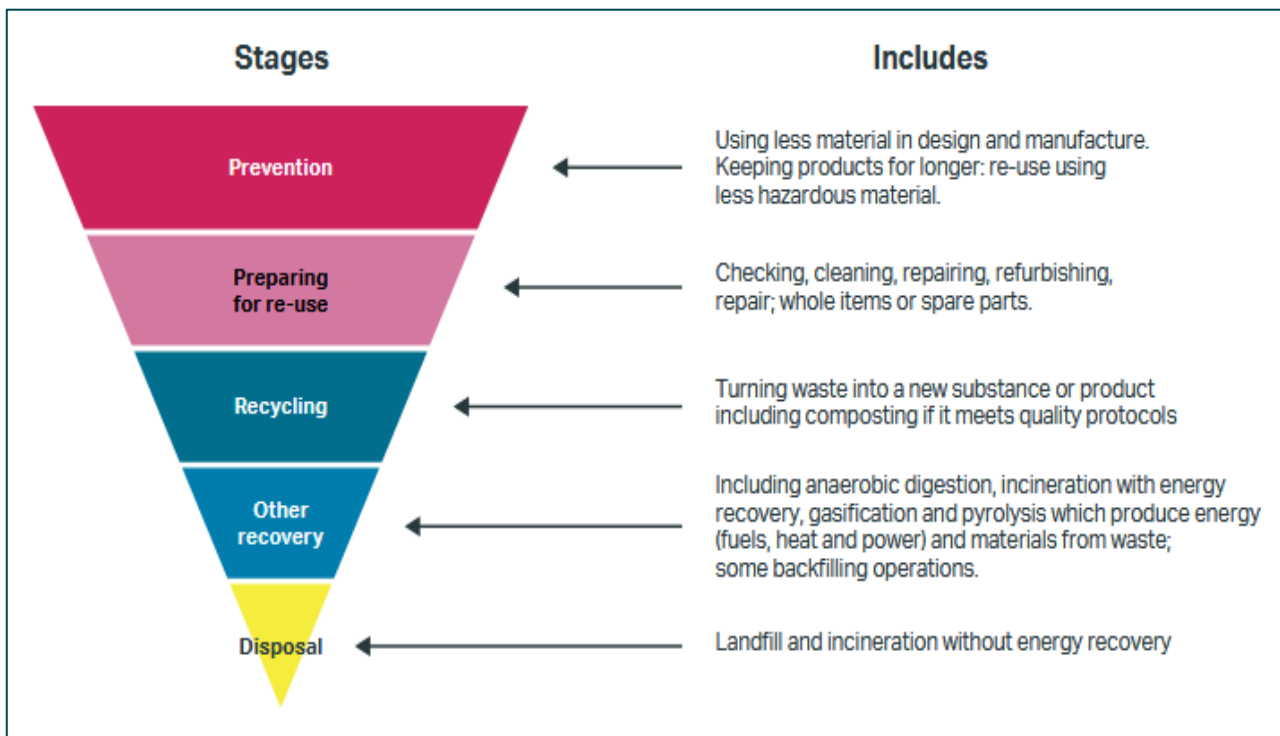 Stages
Includes
Prevention
Using less material in design and manufacture.
Keeping products for longer: re-use using
less hazardous material.
Preparing
for re-use
Checking, cleaning, repairing, refurbishing,
repair; whole items or spare parts.
Recycling
Turning waste into a new substance or product
including composting if it meets quality protocols
Other
recovery
Including anaerobic digestion, incineration with energy
recovery, gasification and pyrolysis which produce energy
(fuels, heat and power) and materials from waste;
some backfilling operations.
Disposal
Landfill and incineration without energy recovery